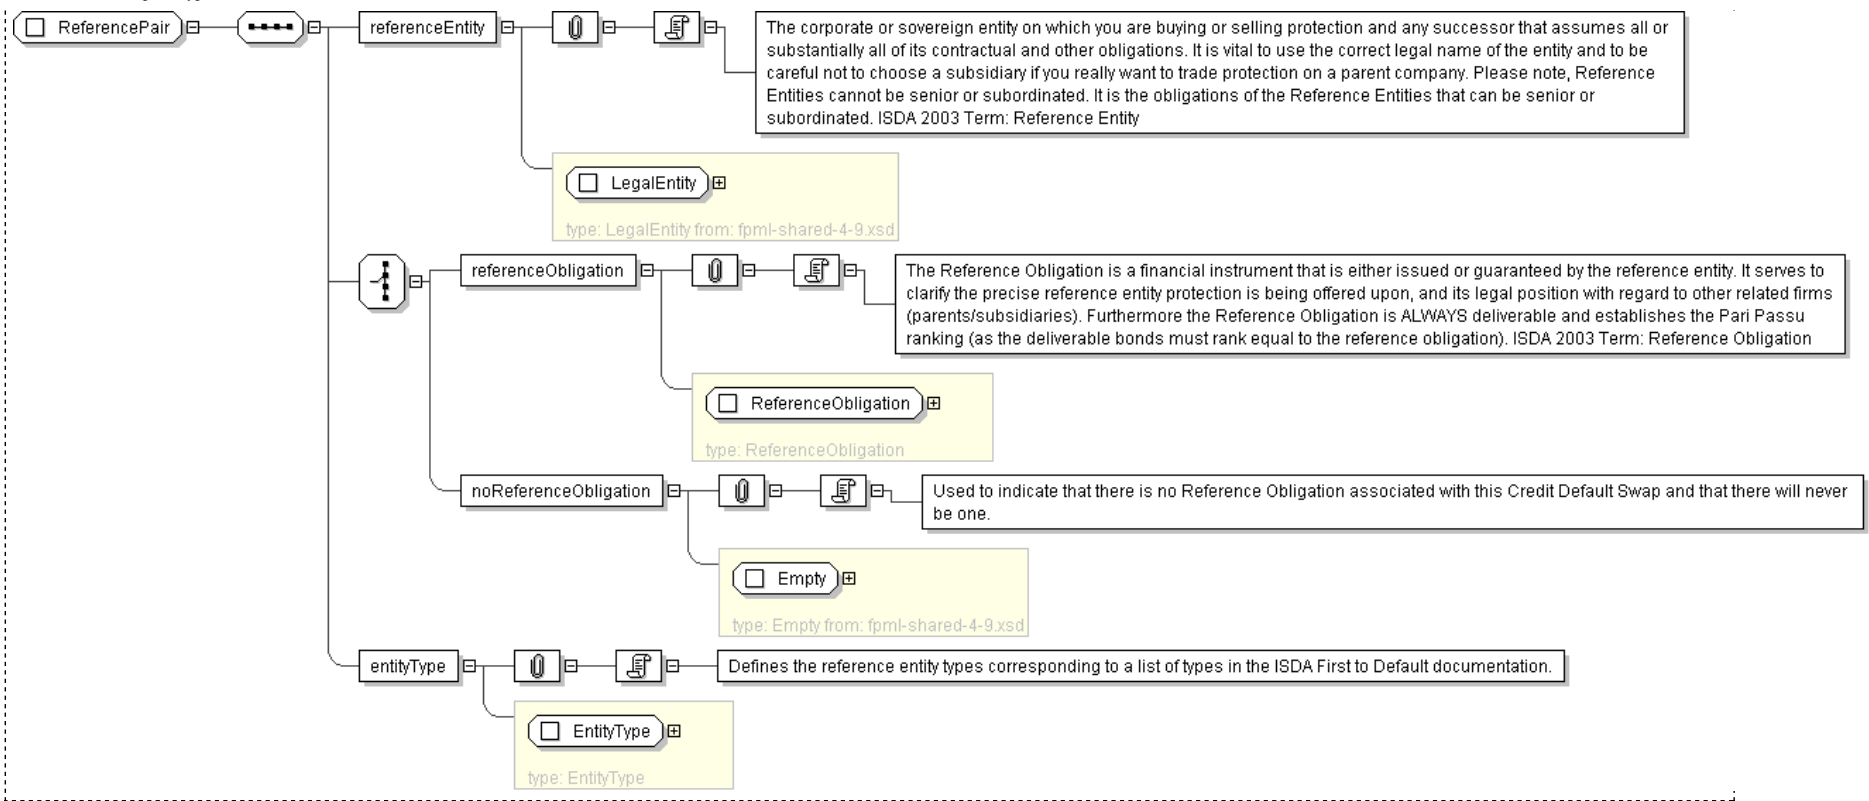 ReferencePair
referenceEntity
The corporate or sovereign entity on which you are buying or selling protection and any successor that assumes all or
substantially all of its contractual and other obligations. It is vital to use the correct legal name of the entity and to be
careful not to choose a subsidiary if you really want to trade protection on a parent company. Please note, Reference
Entities cannot be senior or subordinated. It is the obligations of the Reference Entities that can be senior or
subordinated. ISDA 2003 Term: Reference Entity
LegalEntity
type: LegalEntity from: fpml-shared-4-9.xsd
referenceObligation
The Reference Obligation is a financial instrument that is either issued or guaranteed by the reference entity. It serves to
clarify the precise reference entity protection is being offered upon, and its legal position with regard to other related firms
(parents/subsidiaries). Furthermore the Reference Obligation is ALWAYS deliverable and establishes the Pari Passu
ranking (as the deliverable bonds must rank equal to the reference obligation). ISDA 2003 Term: Reference Obligation
ReferenceObligation
type: ReferenceObligation
noReferenceObligation
Used to indicate that there is no Reference Obligation associated with this Credit Default Swap and that there will never
be one.
Empty
type: Empty from: fpml-shared-4-9.xsd
entityType
Defines the reference entity types corresponding to a list of types in the ISDA First to Default documentation.
EntityType
type: EntityType